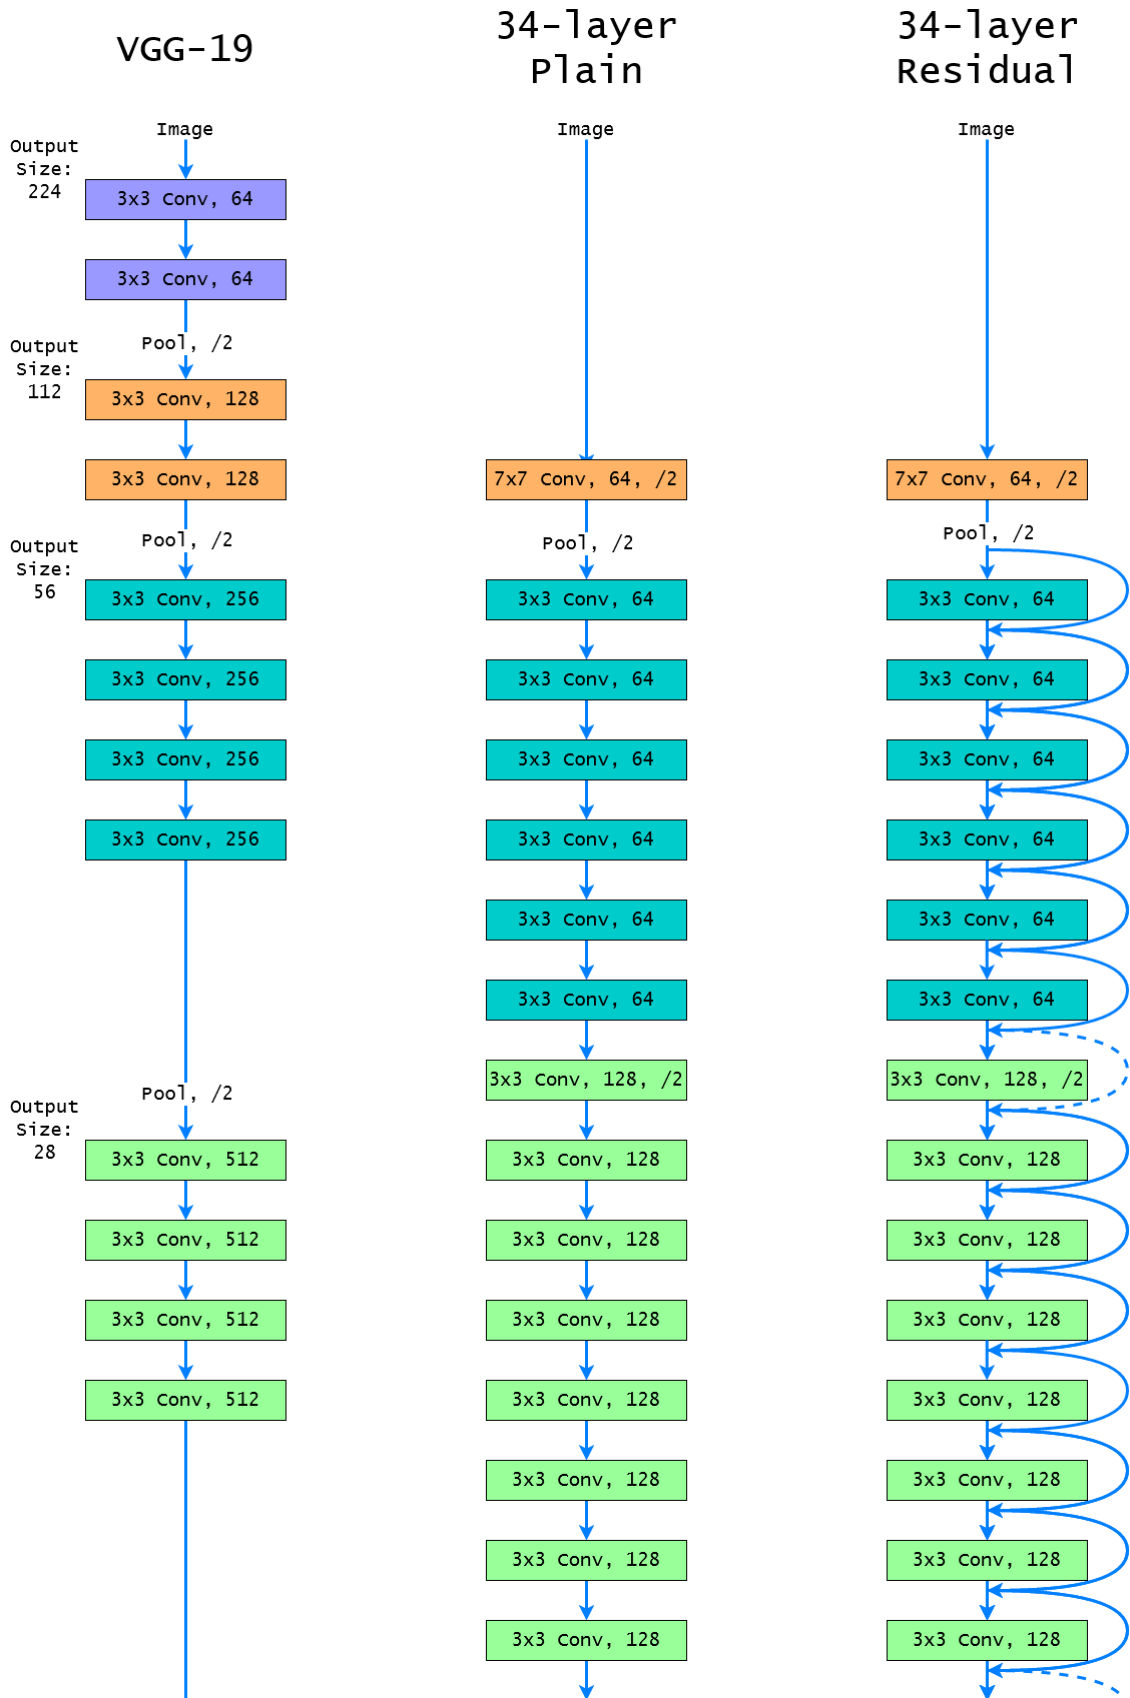 VGG-19
Image
Output
Size:
224
3x3 Conv, 64
3x3 Conv, 64
Pool, /2
Output
Size:
112
3x3 Conv, 128
3x3 Conv, 128
Pool, /2
Output
Size:
56
3x3 Conv, 256
3x3 Conv, 256
3x3 Conv, 256
3x3 Conv, 256
Pool, /2
Output
Size:
28
3x3 Conv, 512
3x3 Conv, 512
3x3 Conv, 512
3x3 Conv, 512
34-layer
Plain
Image
7x7 Conv, 64, /2
Pool, /2
3x3 Conv, 64
3x3 Conv, 64
3x3 Conv, 64
3x3 Conv, 64
3x3 Conv, 64
3x3 Conv, 64
3x3 Conv, 128, /2
3x3 Conv, 128
3x3 Conv, 128
3x3 Conv, 128
3x3 Conv, 128
3x3 Conv, 128
3x3 Conv, 128
3x3 Conv, 128
34-layer
Residual
Image
7x7 Conv, 64, /2
Pool, /2
3x3 Conv, 64
3x3 Conv, 64
3x3 Conv, 64
3x3 Conv, 64
3x3 Conv, 64
3x3 Conv, 64
3x3 Conv, 128, /2
3x3 Conv, 128
3x3 Conv, 128
3x3 Conv, 128
3x3 Conv, 128
3x3 Conv, 128
3x3 Conv, 128
3x3 Conv, 128